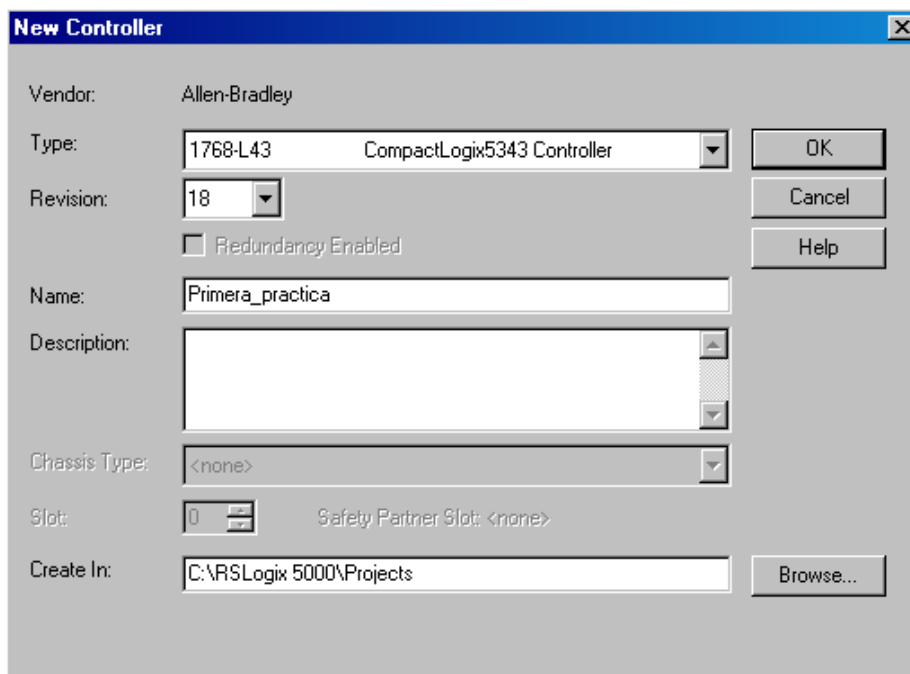 New Controller
Vendor: Allen-Bradley
Type: 1768-L43 CompactLogix5343 Controller OK
Revision: 18 Cancel
Redundancy Enabled Help
Name: Primera_practica
Description:
Chassis Type: <none>
Slot: 0 Safety Partner Slot: <none>
Create In: C:\RSLogix 5000\Projects Browse...